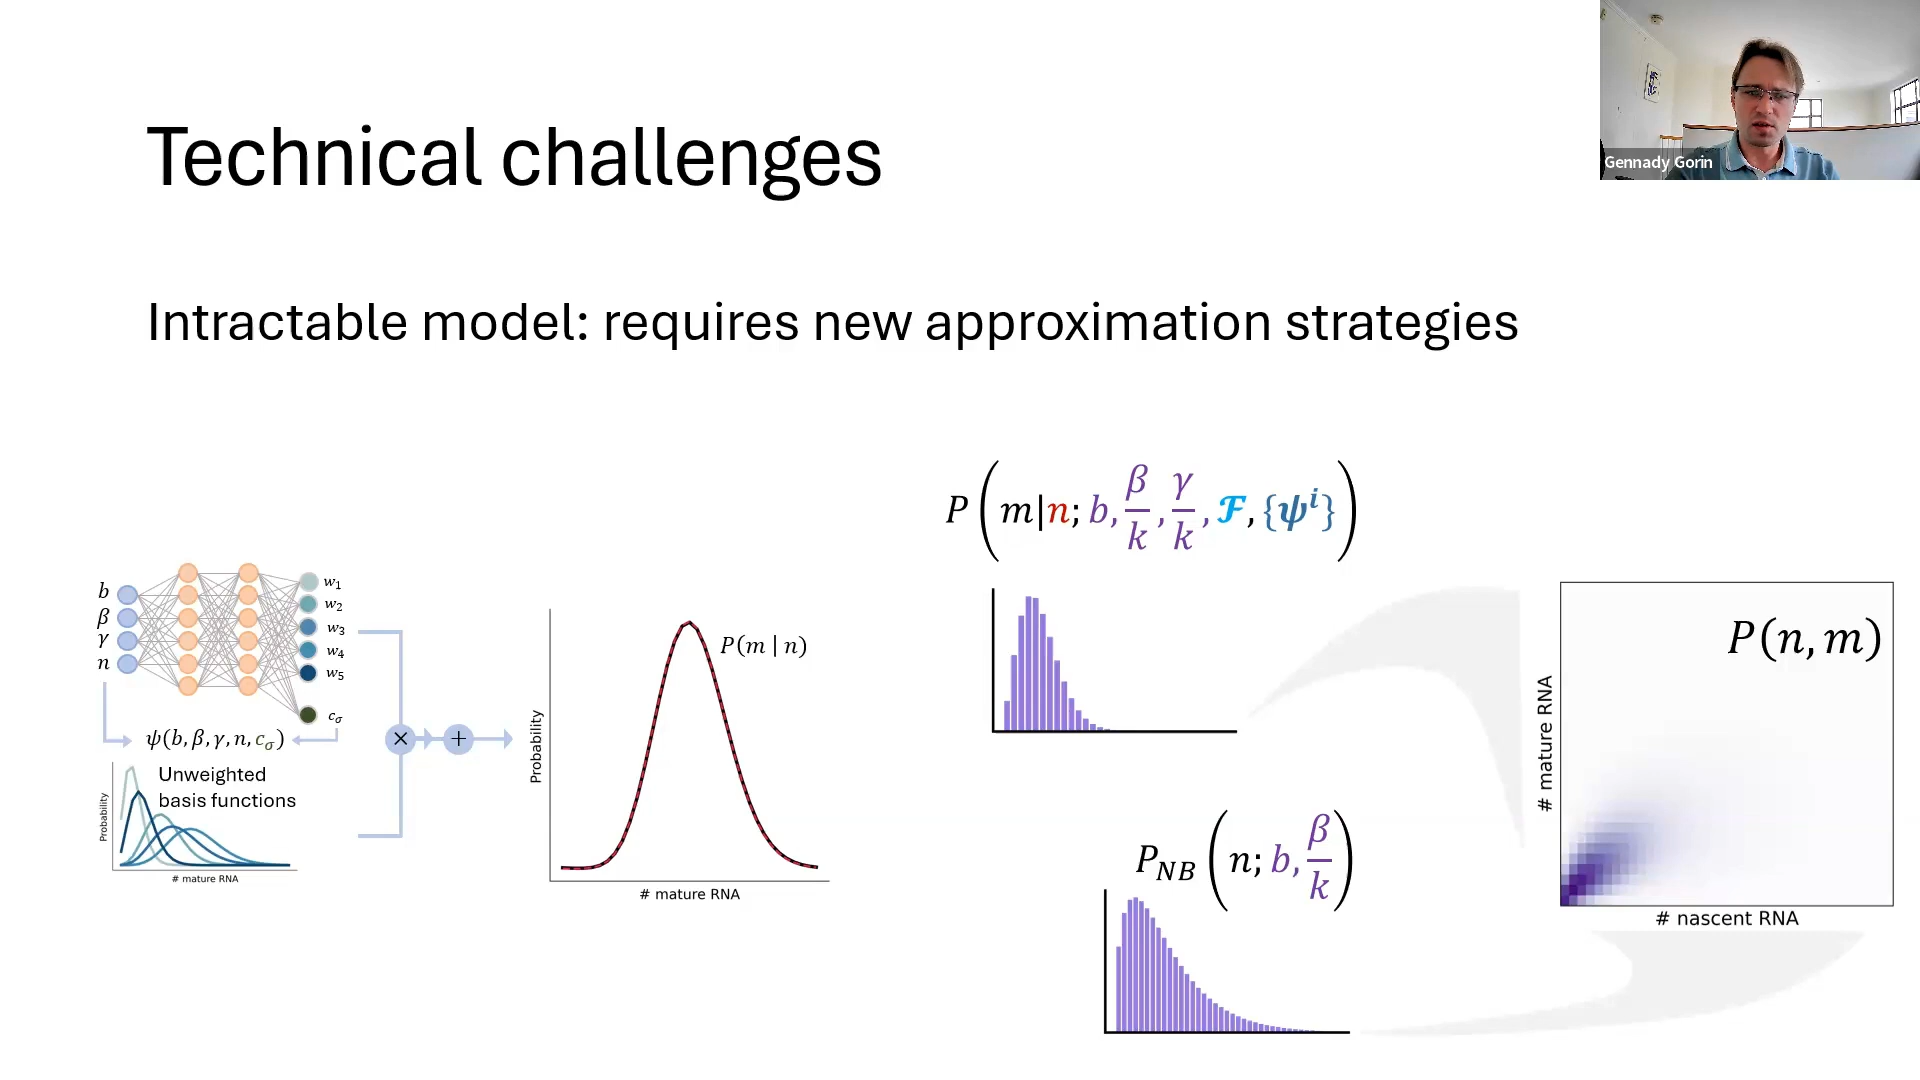 Technical challenges
Gennady Gorin
Intractable model: requires new approximation strategies
b
β
γ
n
w₁
w₂
w₃
w₄
w₅
c_σ
ψ(b, β, γ, n, c_σ)
Unweighted
basis functions
Probability
# mature RNA
×
+
Probability
P(m | n)
# mature RNA
P(m|n; b, β/k, γ/k, ℱ, {ψⁱ})
P_NB(n; b, β/k)
P(n, m)
# mature RNA
# nascent RNA